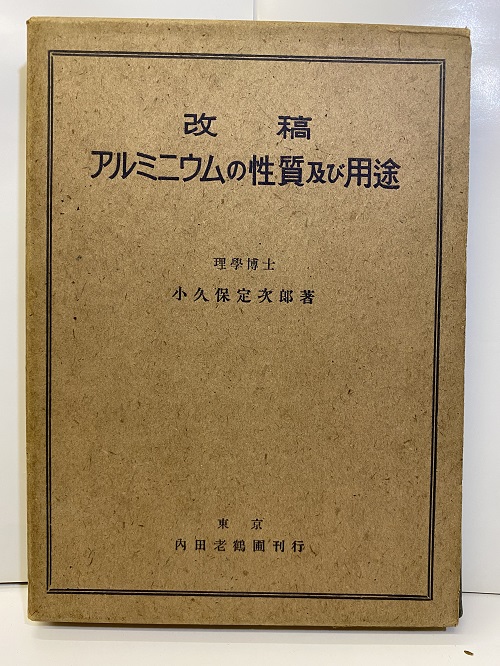 改稿
アルミニウムの性質及び用途
理學博士
小久保定次郎著
東京
內田老鶴圃刊行